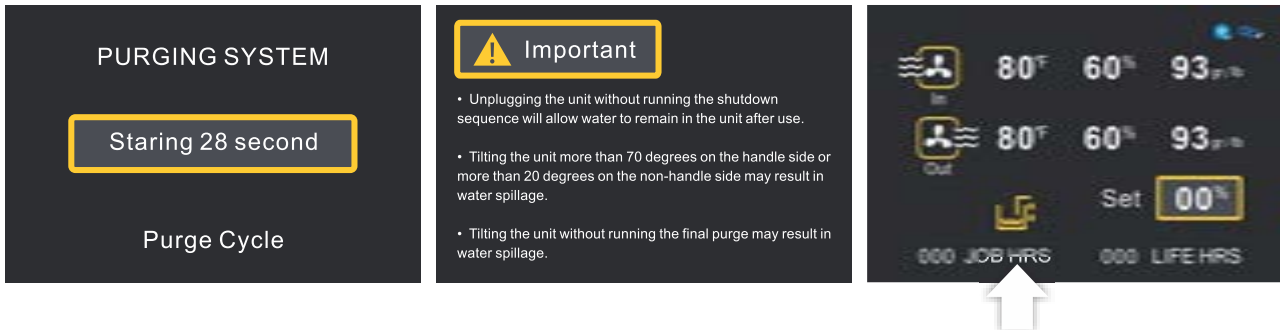 PURGING SYSTEM
Staring 28 second
Purge Cycle
Important
• Unplugging the unit without running the shutdown
sequence will allow water to remain in the unit after use.
• Tilting the unit more than 70 degrees on the handle side or
more than 20 degrees on the non-handle side may result in
water spillage.
• Tilting the unit without running the final purge may result in
water spillage.
80°F 60% 93
In
80°F 60% 93
Out
Set 00%
000 JOB HRS 000 LIFE HRS